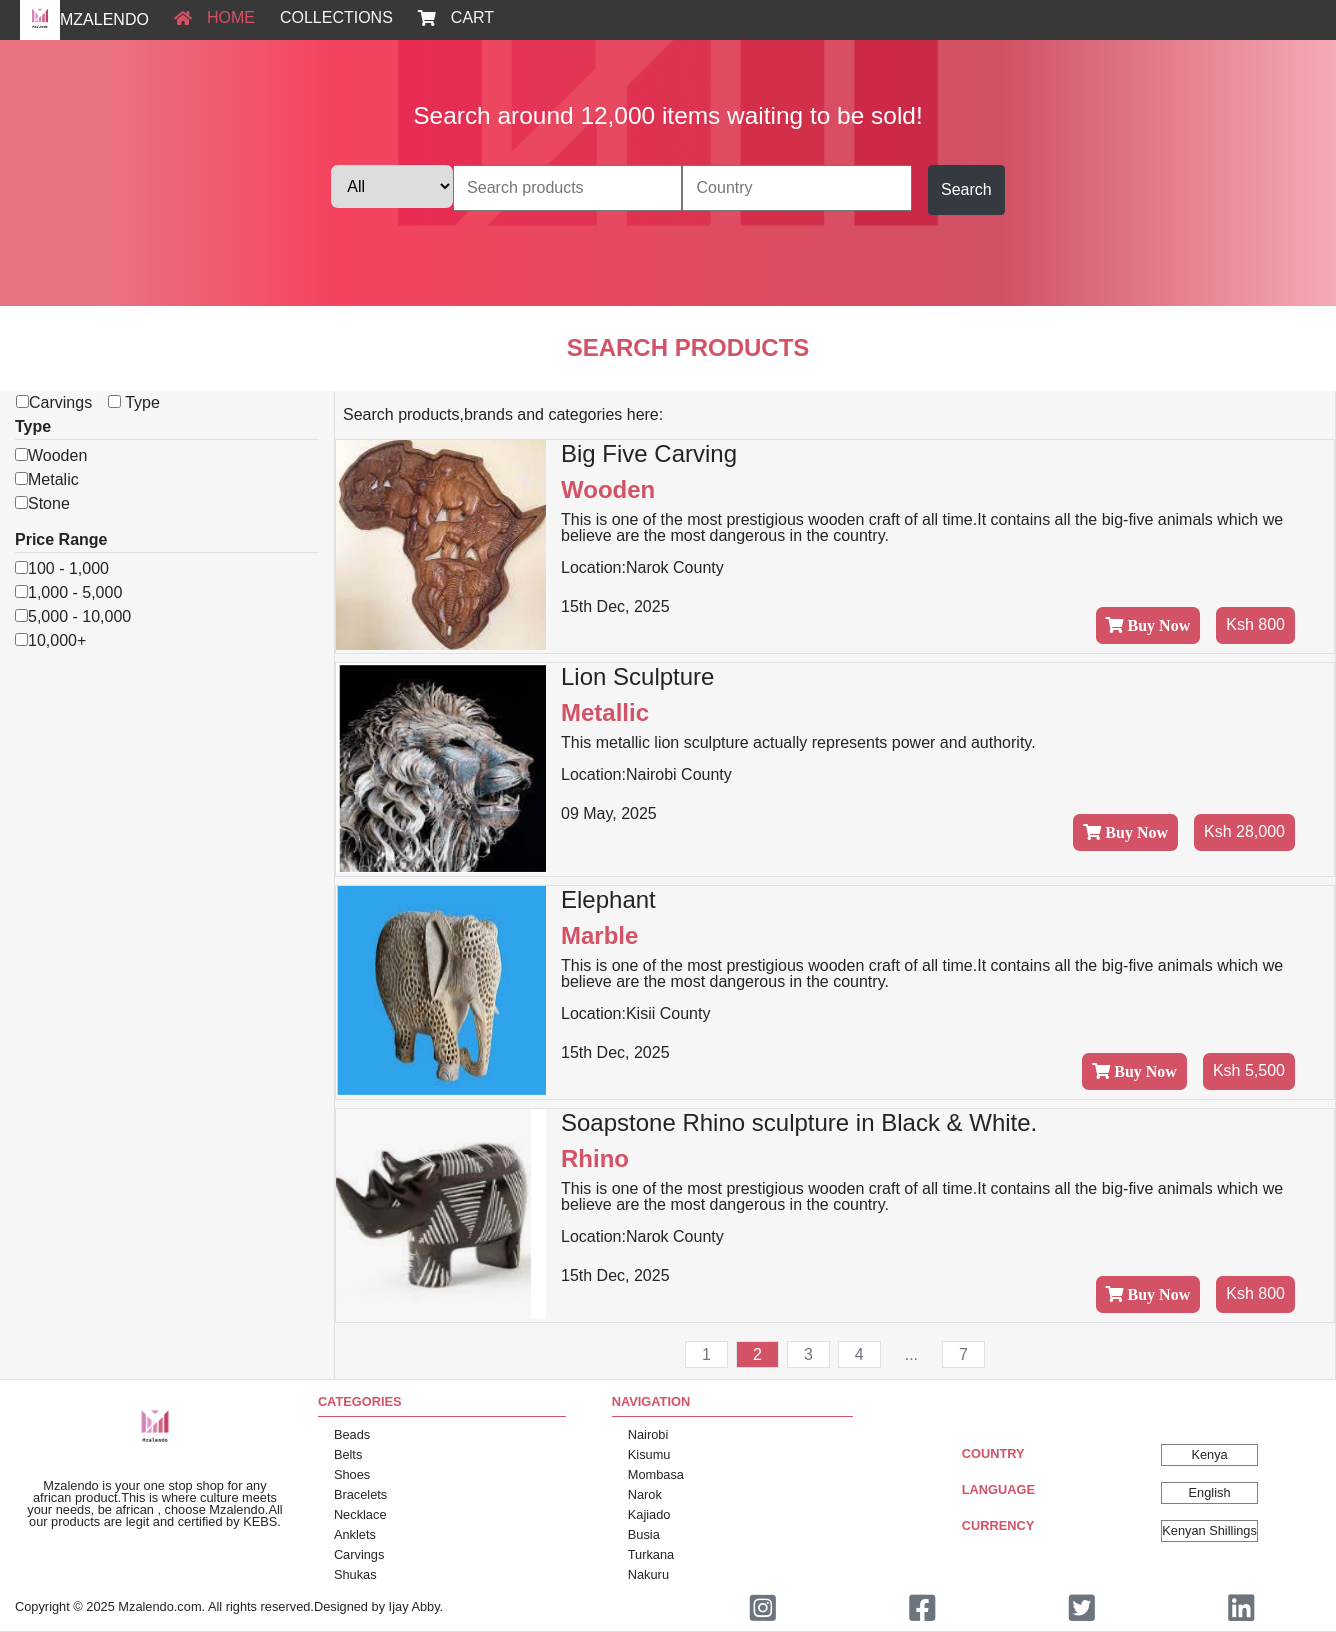 MZALENDO HOME COLLECTIONS CART
Mzalendo
Search around 12,000 items waiting to be sold!
All Search products Country Search
SEARCH PRODUCTS
Carvings Type
Type
Wooden
Metalic
Stone
Price Range
100 - 1,000
1,000 - 5,000
5,000 - 10,000
10,000+
Search products,brands and categories here:
Big Five Carving
Wooden
This is one of the most prestigious wooden craft of all time.It contains all the big-five animals which we
believe are the most dangerous in the country.
Location:Narok County
15th Dec, 2025
Buy Now Ksh 800
Lion Sculpture
Metallic
This metallic lion sculpture actually represents power and authority.
Location:Nairobi County
09 May, 2025
Buy Now Ksh 28,000
Elephant
Marble
This is one of the most prestigious wooden craft of all time.It contains all the big-five animals which we
believe are the most dangerous in the country.
Location:Kisii County
15th Dec, 2025
Buy Now Ksh 5,500
Soapstone Rhino sculpture in Black & White.
Rhino
This is one of the most prestigious wooden craft of all time.It contains all the big-five animals which we
believe are the most dangerous in the country.
Location:Narok County
15th Dec, 2025
Buy Now Ksh 800
1 2 3 4 ... 7
Mzalendo
Mzalendo is your one stop shop for any
african product.This is where culture meets
your needs, be african , choose Mzalendo.All
our products are legit and certified by KEBS.
CATEGORIES
Beads
Belts
Shoes
Bracelets
Necklace
Anklets
Carvings
Shukas
NAVIGATION
Nairobi
Kisumu
Mombasa
Narok
Kajiado
Busia
Turkana
Nakuru
COUNTRY Kenya
LANGUAGE English
CURRENCY Kenyan Shillings
Copyright © 2025 Mzalendo.com. All rights reserved.Designed by Ijay Abby.